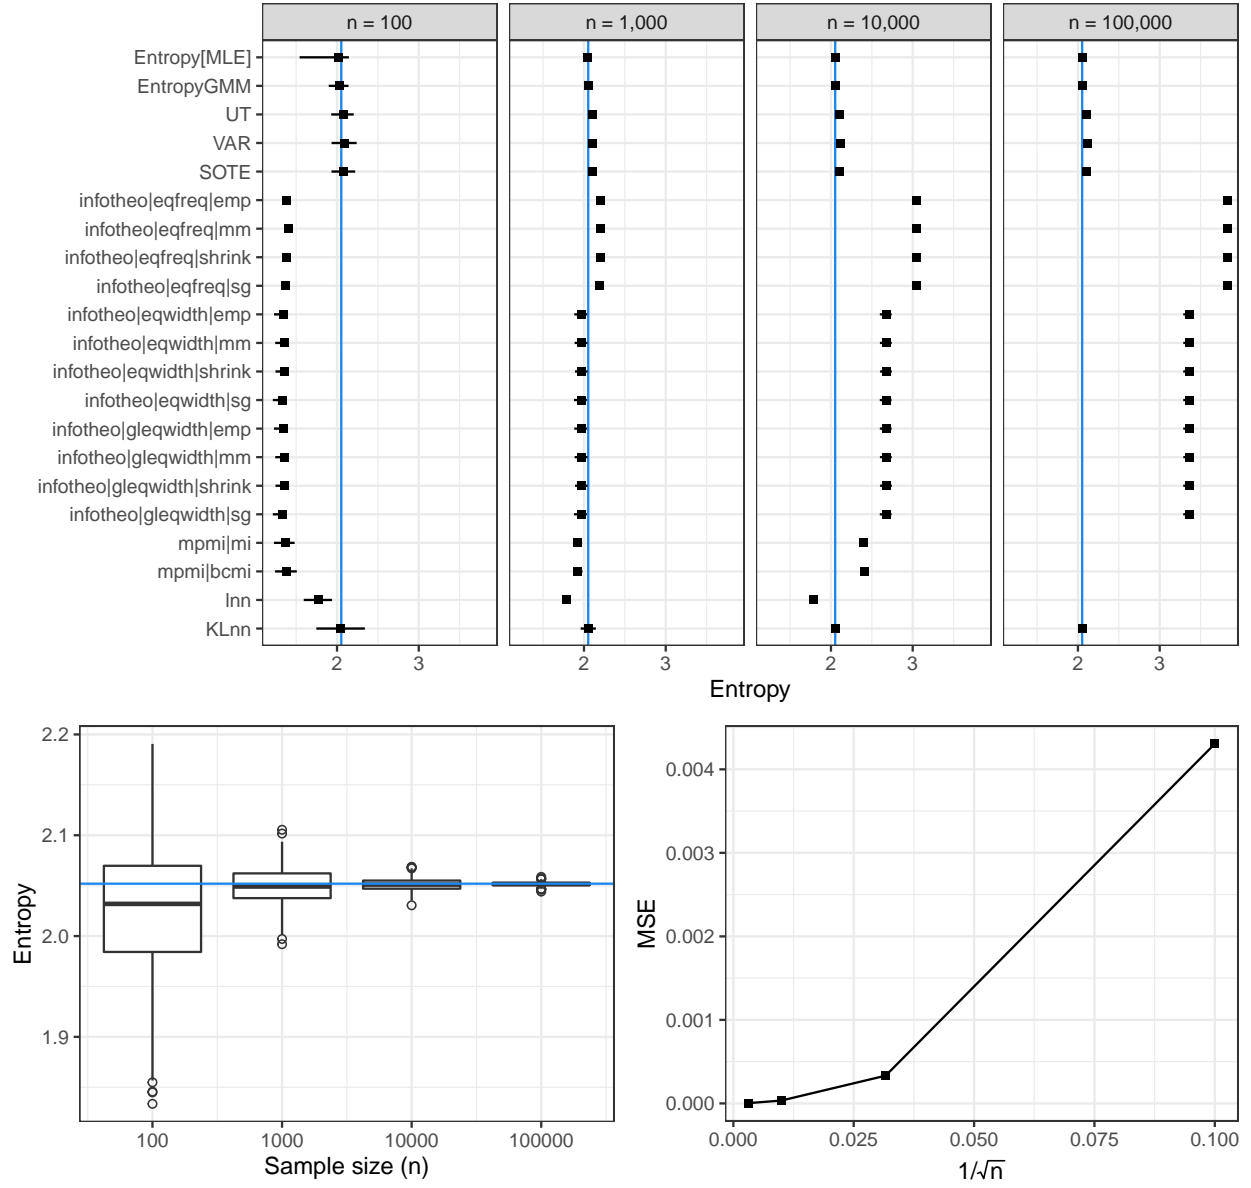 n = 100
n = 1,000
n = 10,000
n = 100,000
Entropy[MLE]
EntropyGMM
UT
VAR
SOTE
infotheo|eqfreq|emp
infotheo|eqfreq|mm
infotheo|eqfreq|shrink
infotheo|eqfreq|sg
infotheo|eqwidth|emp
infotheo|eqwidth|mm
infotheo|eqwidth|shrink
infotheo|eqwidth|sg
infotheo|gleqwidth|emp
infotheo|gleqwidth|mm
infotheo|gleqwidth|shrink
infotheo|gleqwidth|sg
mpmi|mi
mpmi|bcmi
lnn
KLnn
2 3 2 3 2 3 2 3
Entropy
2.2
2.1
2.0
1.9
Entropy
100 1000 10000 100000
Sample size (n)
0.004
0.003
0.002
0.001
0.000
MSE
0.000 0.025 0.050 0.075 0.100
1/√n